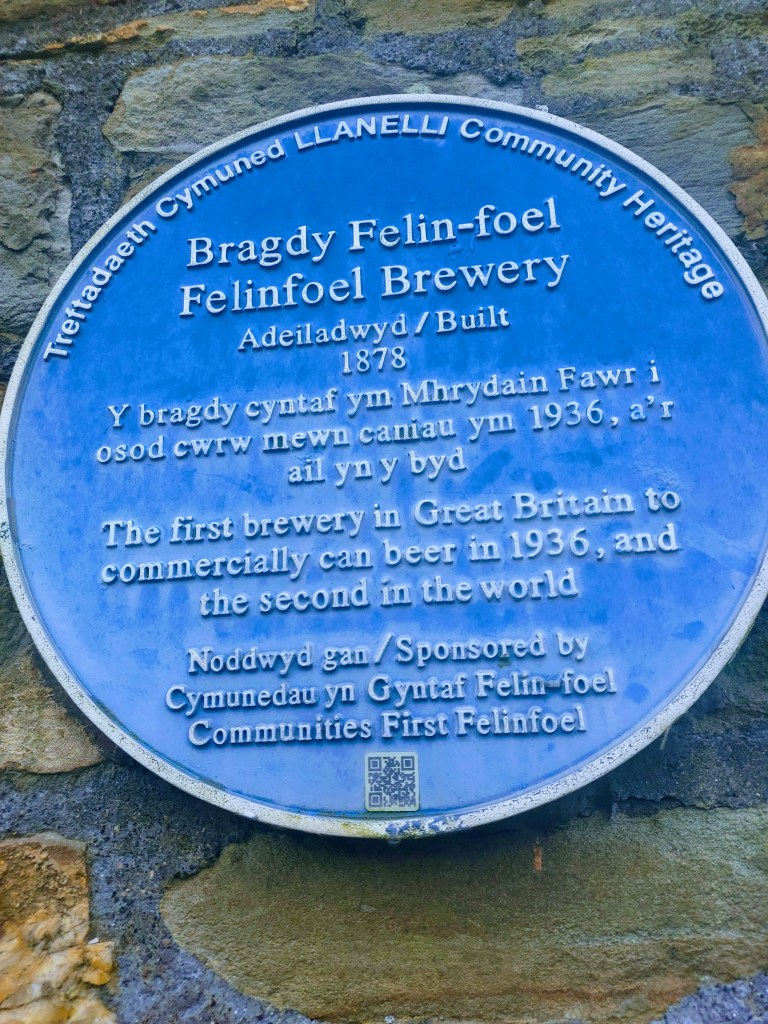 Treftadaeth Cymuned LLANELLI Community Heritage
Bragdy Felin-foel
Felinfoel Brewery
Adeiladwyd/Built
1878
Y bragdy cyntaf ym Mhrydain Fawr i
osod cwrw mewn caniau ym 1936, a'r
ail yn y byd
The first brewery in Great Britain to
commercially can beer in 1936, and
the second in the world
Noddwyd gan/Sponsored by
Cymunedau yn Gyntaf Felin-foel
Communities First Felinfoel